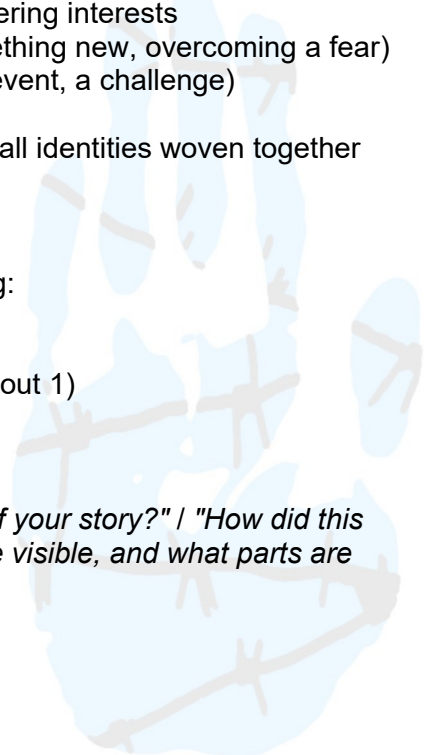 ering interests
ething new, overcoming a fear)
event, a challenge)
all identities woven together
g:
out 1)
f your story?" / "How did this
e visible, and what parts are